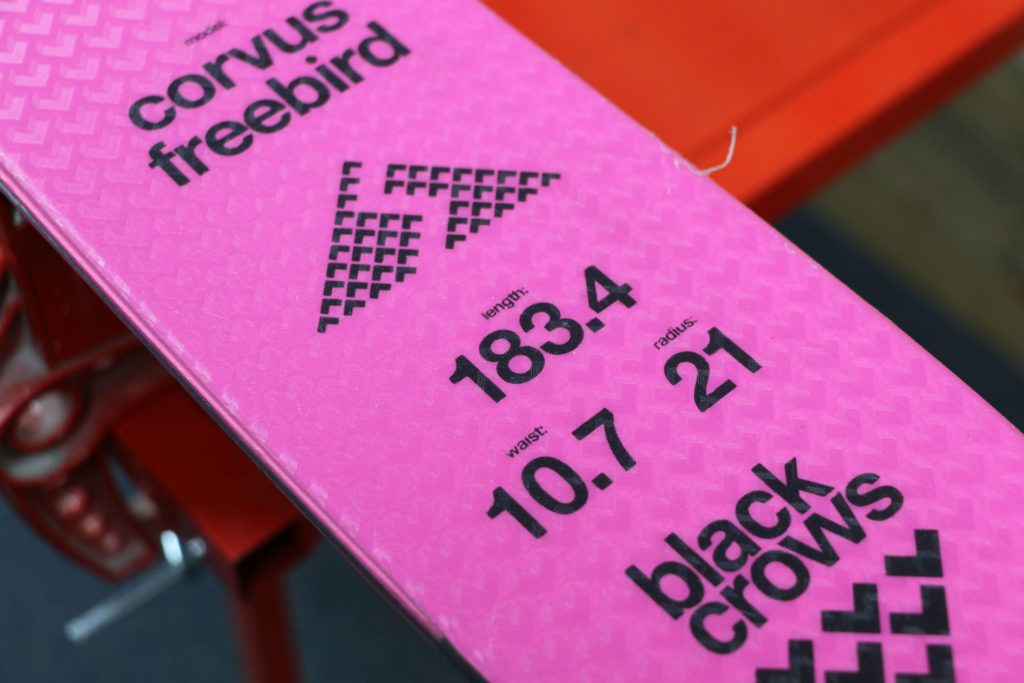 model:
corvus
freebird
length:
183.4
radius:
21
waist:
10.7
black
crows